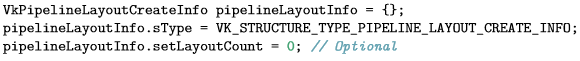 VkPipelineLayoutCreateInfo pipelineLayoutInfo = {};
pipelineLayoutInfo.sType = VK_STRUCTURE_TYPE_PIPELINE_LAYOUT_CREATE_INFO;
pipelineLayoutInfo.setLayoutCount = 0; // Optional